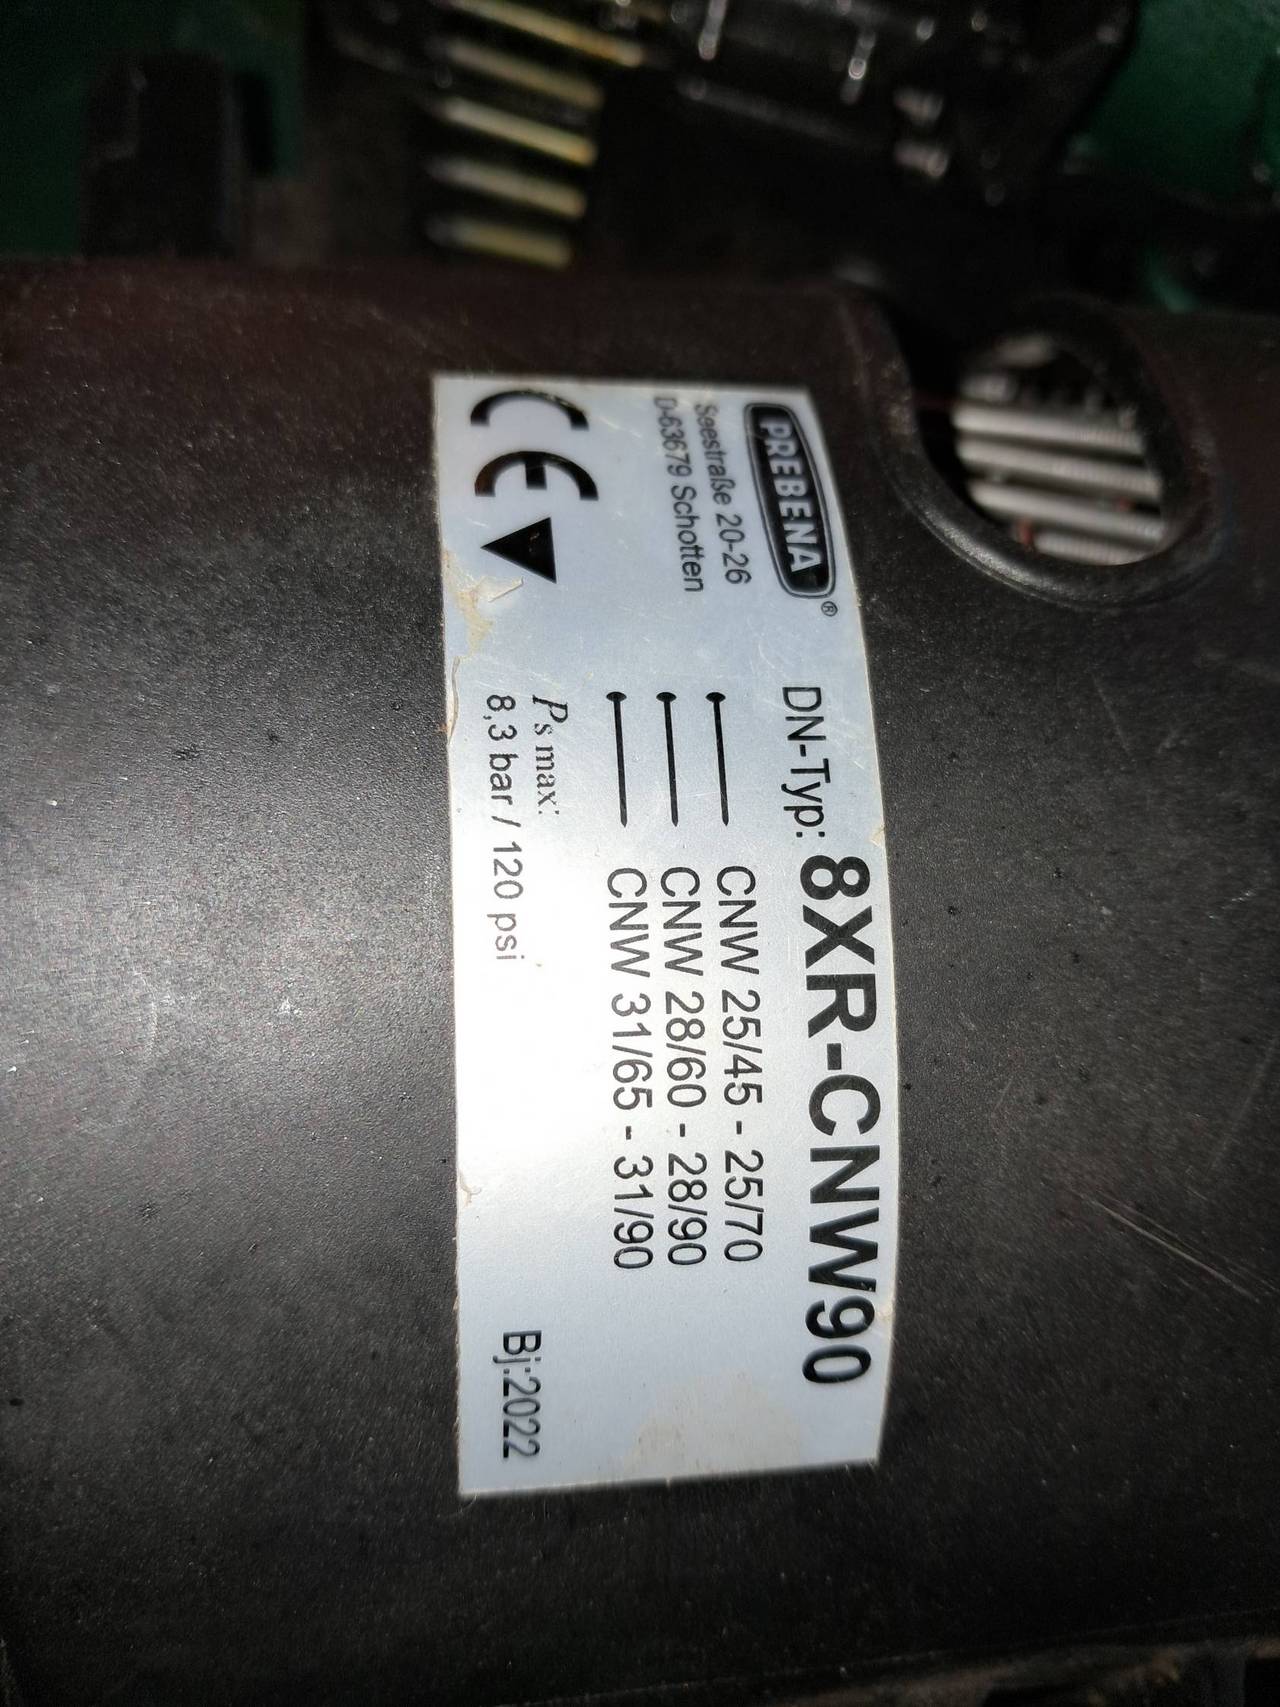 PREBENA®
Seestraße 20-26
D-63679 Schotten
CE
DN-Typ: 8XR-CNW90
CNW 25/45 - 25/70
CNW 28/60 - 28/90
CNW 31/65 - 31/90
Ps max:
8,3 bar / 120 psi
Bj:2022